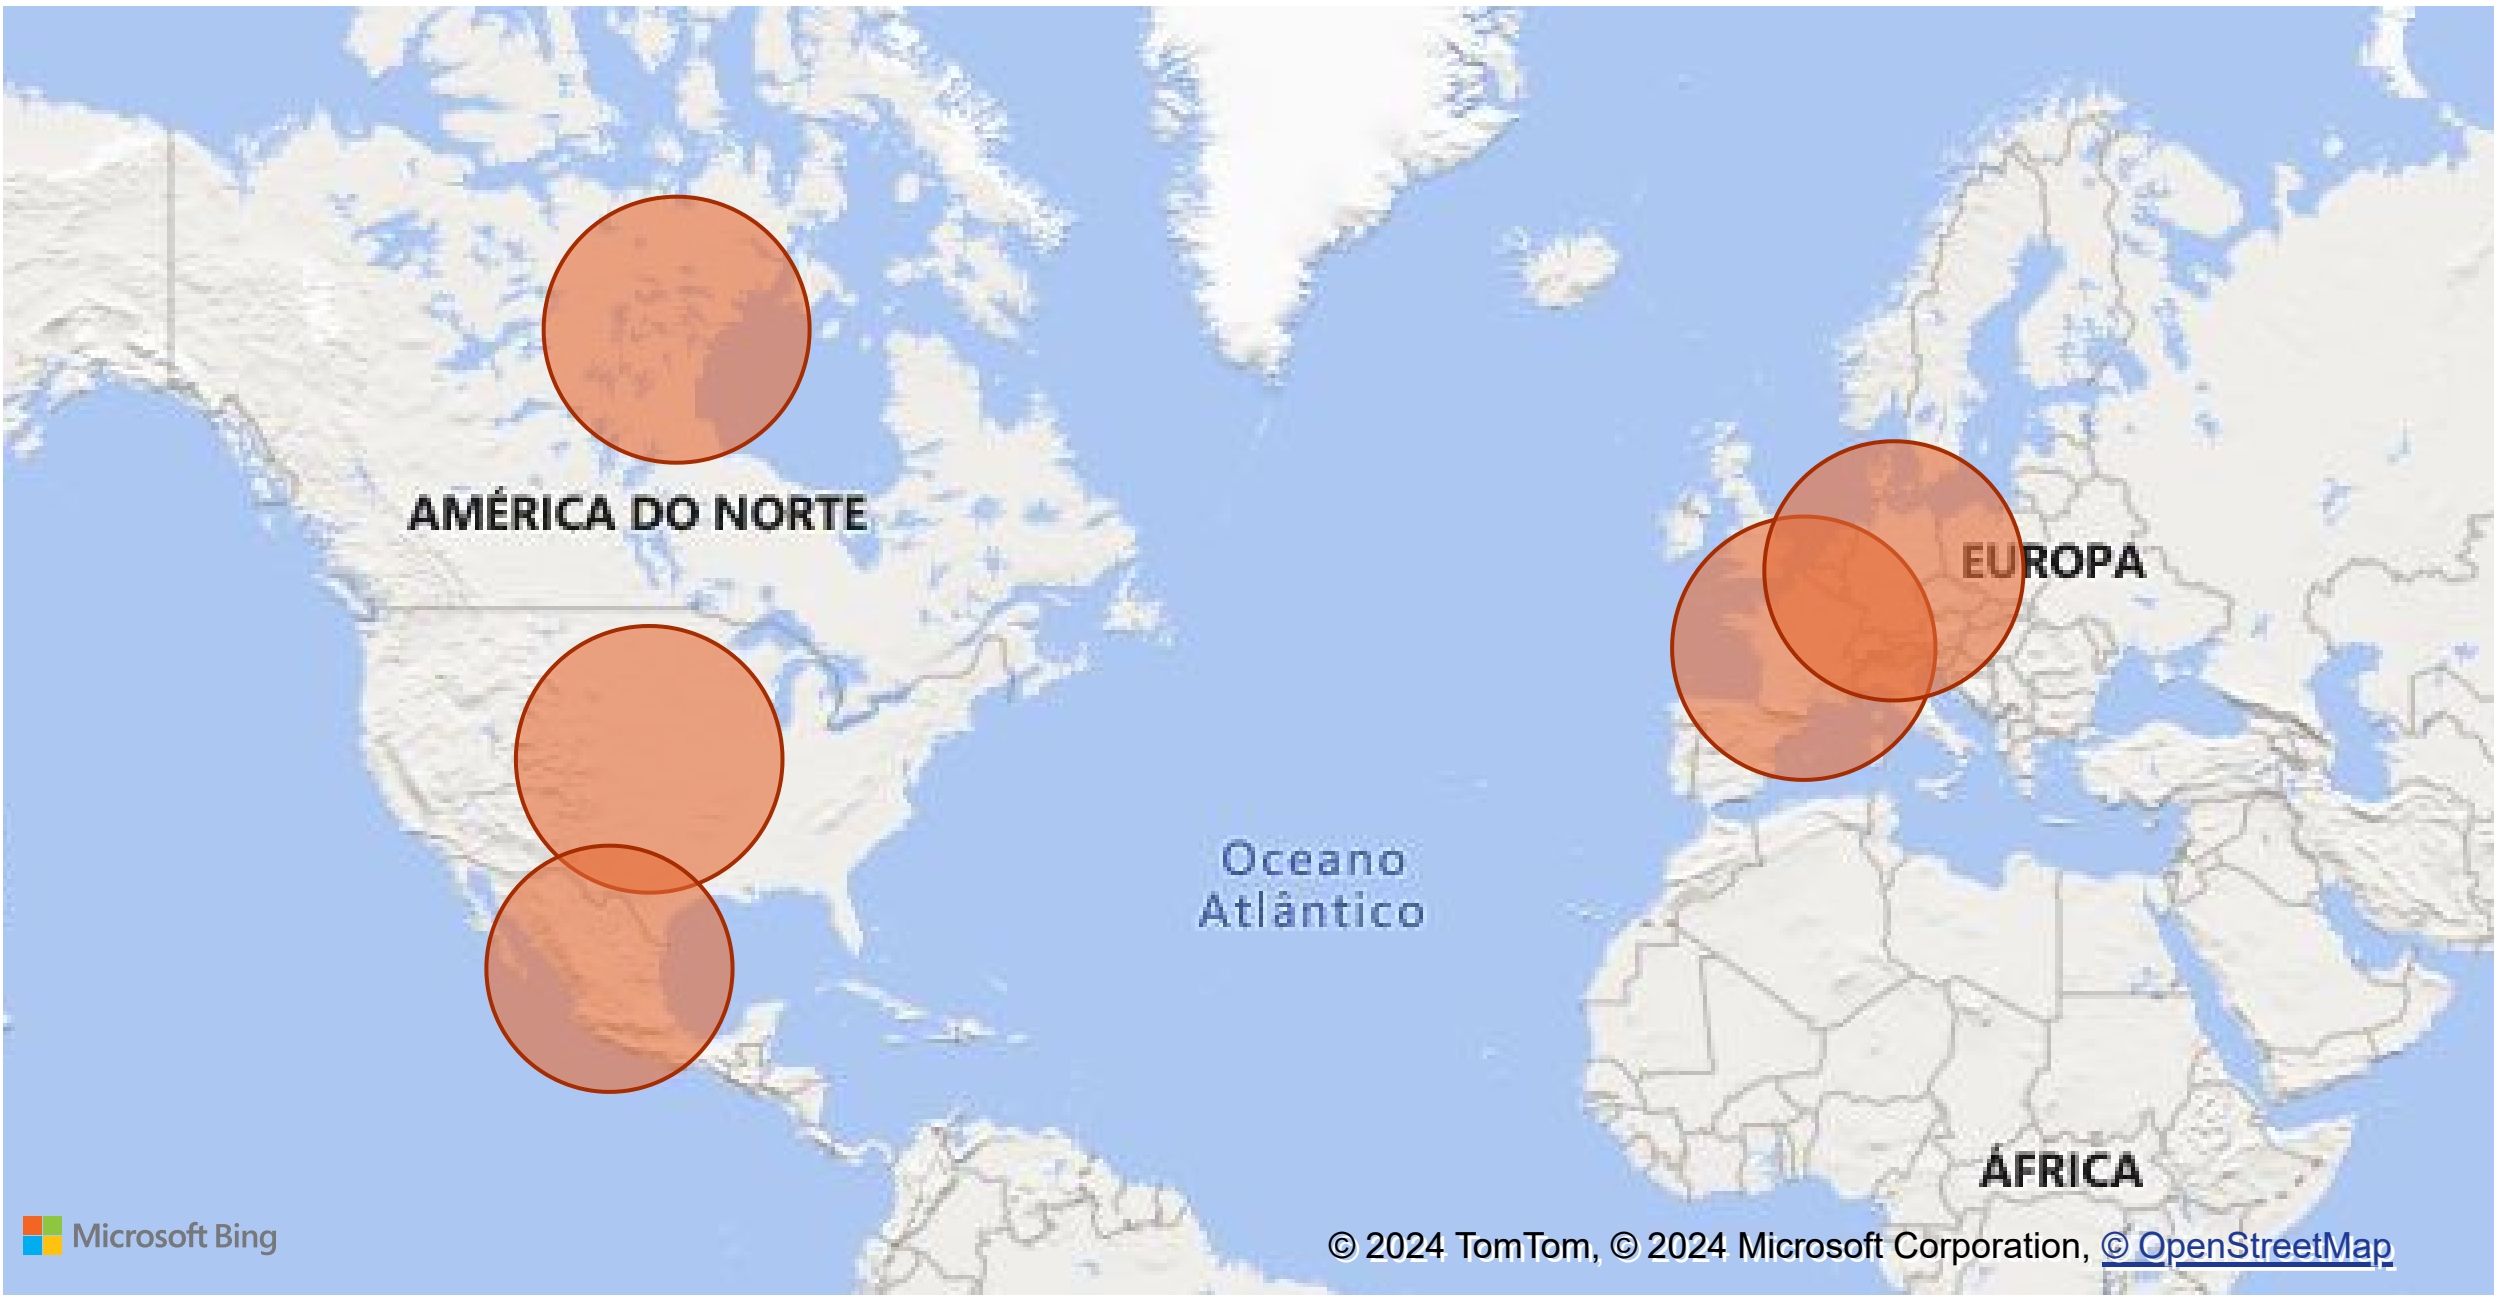 AMÉRICA DO NORTE
EUROPA
Oceano
Atlântico
ÁFRICA
Microsoft Bing
© 2024 TomTom, © 2024 Microsoft Corporation, © OpenStreetMap